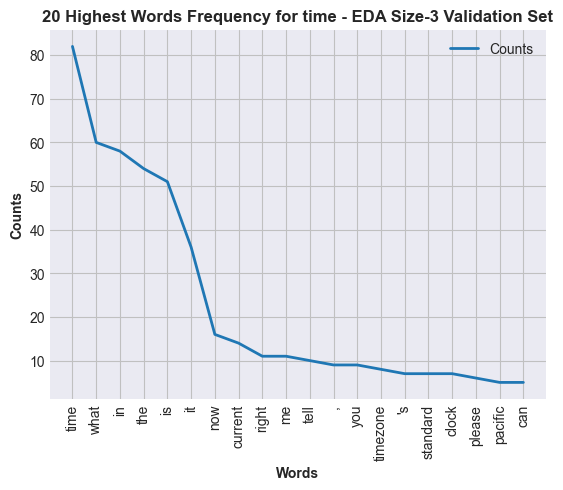 20 Highest Words Frequency for time - EDA Size-3 Validation Set
Counts
80
70
60
50
40
30
20
10
Counts
time
what
in
the
is
it
now
current
right
me
tell
,
you
timezone
's
standard
clock
please
pacific
can
Words